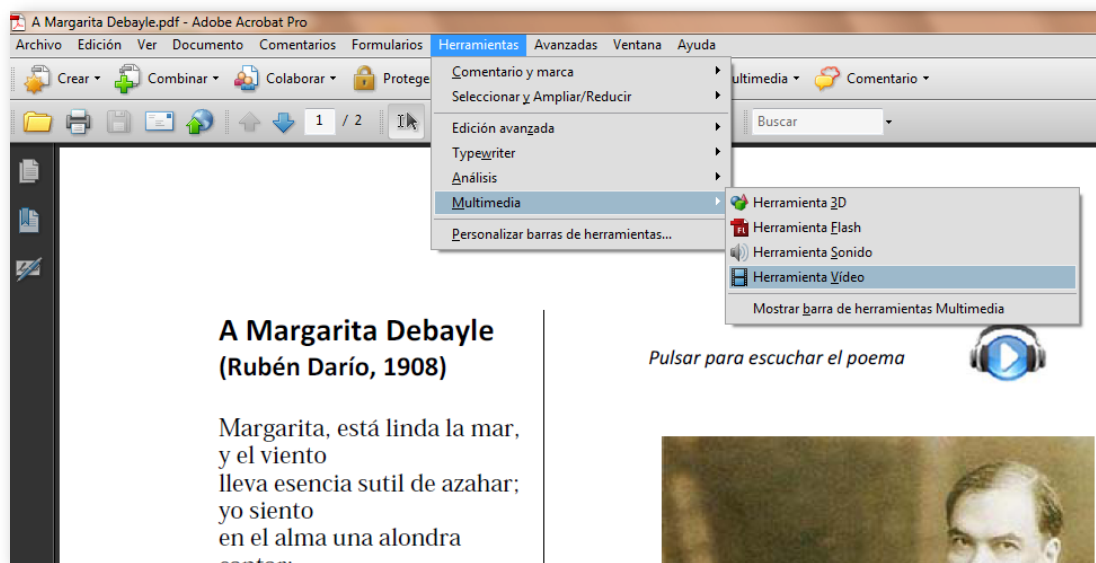 A Margarita Debayle.pdf - Adobe Acrobat Pro
Archivo Edición Ver Documento Comentarios Formularios Herramientas Avanzadas Ventana Ayuda
Crear Combinar Colaborar Protege ultimedia Comentario
1 / 2 Buscar
Comentario y marca
Seleccionar y Ampliar/Reducir
Edición avanzada
Typewriter
Análisis
Multimedia
Personalizar barras de herramientas...
Herramienta 3D
Herramienta Flash
Herramienta Sonido
Herramienta Vídeo
Mostrar barra de herramientas Multimedia
A Margarita Debayle
(Rubén Darío, 1908)
Pulsar para escuchar el poema
Margarita, está linda la mar,
y el viento
lleva esencia sutil de azahar;
yo siento
en el alma una alondra